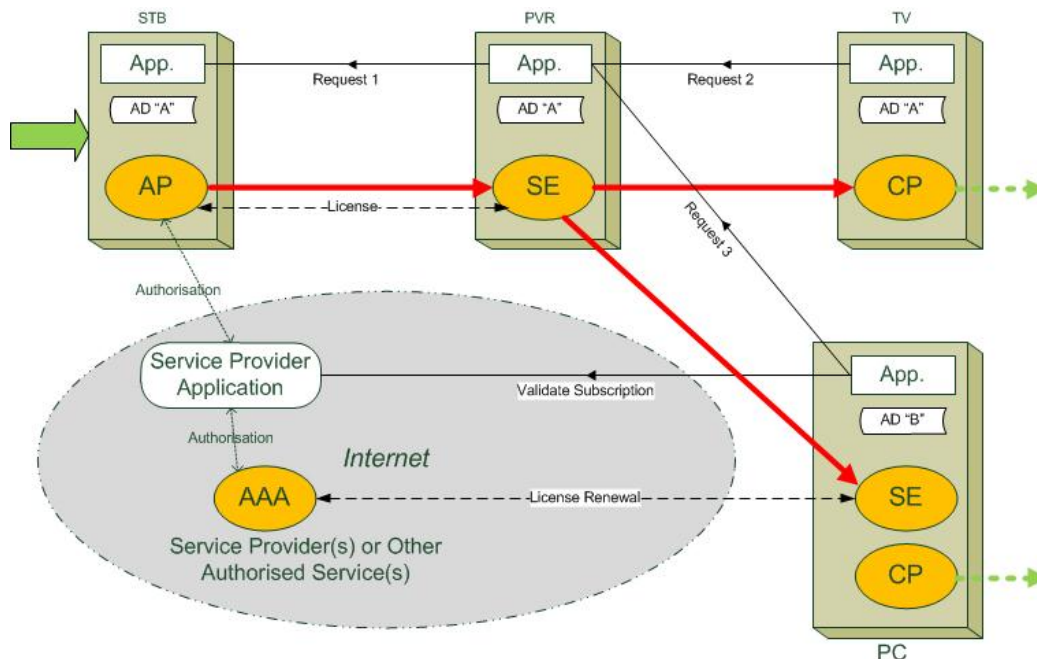 STB
PVR
TV
App.
App.
App.
Request 1
Request 2
AD "A"
AD "A"
AD "A"
AP
SE
CP
License
Request 3
Authorisation
Service Provider
Application
Validate Subscription
App.
AD "B"
Authorisation
Internet
AAA
License Renewal
SE
Service Provider(s) or Other
Authorised Service(s)
CP
PC